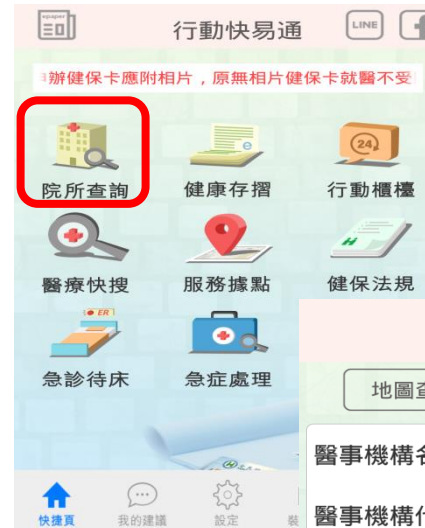 epaper
行動快易通
LINE
f
辦健保卡應附相片,原無相片健保卡就醫不受
院所查詢
健康存摺
24
行動櫃檯
醫療快搜
服務據點
H
健保法規
ER
急診待床
急症處理
地圖查
醫事機構名
醫事機構代
快捷頁
我的建議
設定
裝